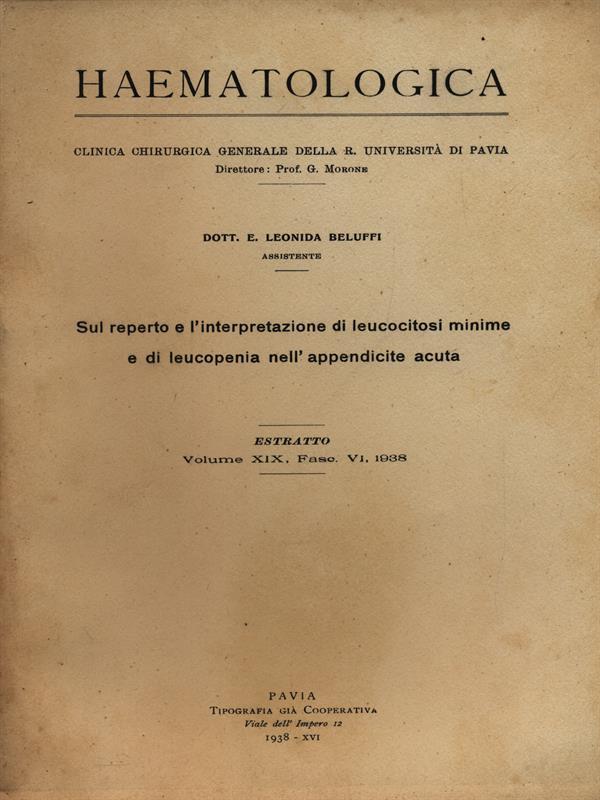 HAEMATOLOGICA
CLINICA CHIRURGICA GENERALE DELLA R. UNIVERSITÀ DI PAVIA
Direttore: Prof. G. MORONE
DOTT. E. LEONIDA BELUFFI
ASSISTENTE
Sul reperto e l'interpretazione di leucocitosi minime
e di leucopenia nell'appendicite acuta
ESTRATTO
Volume XIX, Fasc. VI, 1938
PAVIA
TIPOGRAFIA GIÀ COOPERATIVA
Viale dell' Impero 12
1938 - XVI